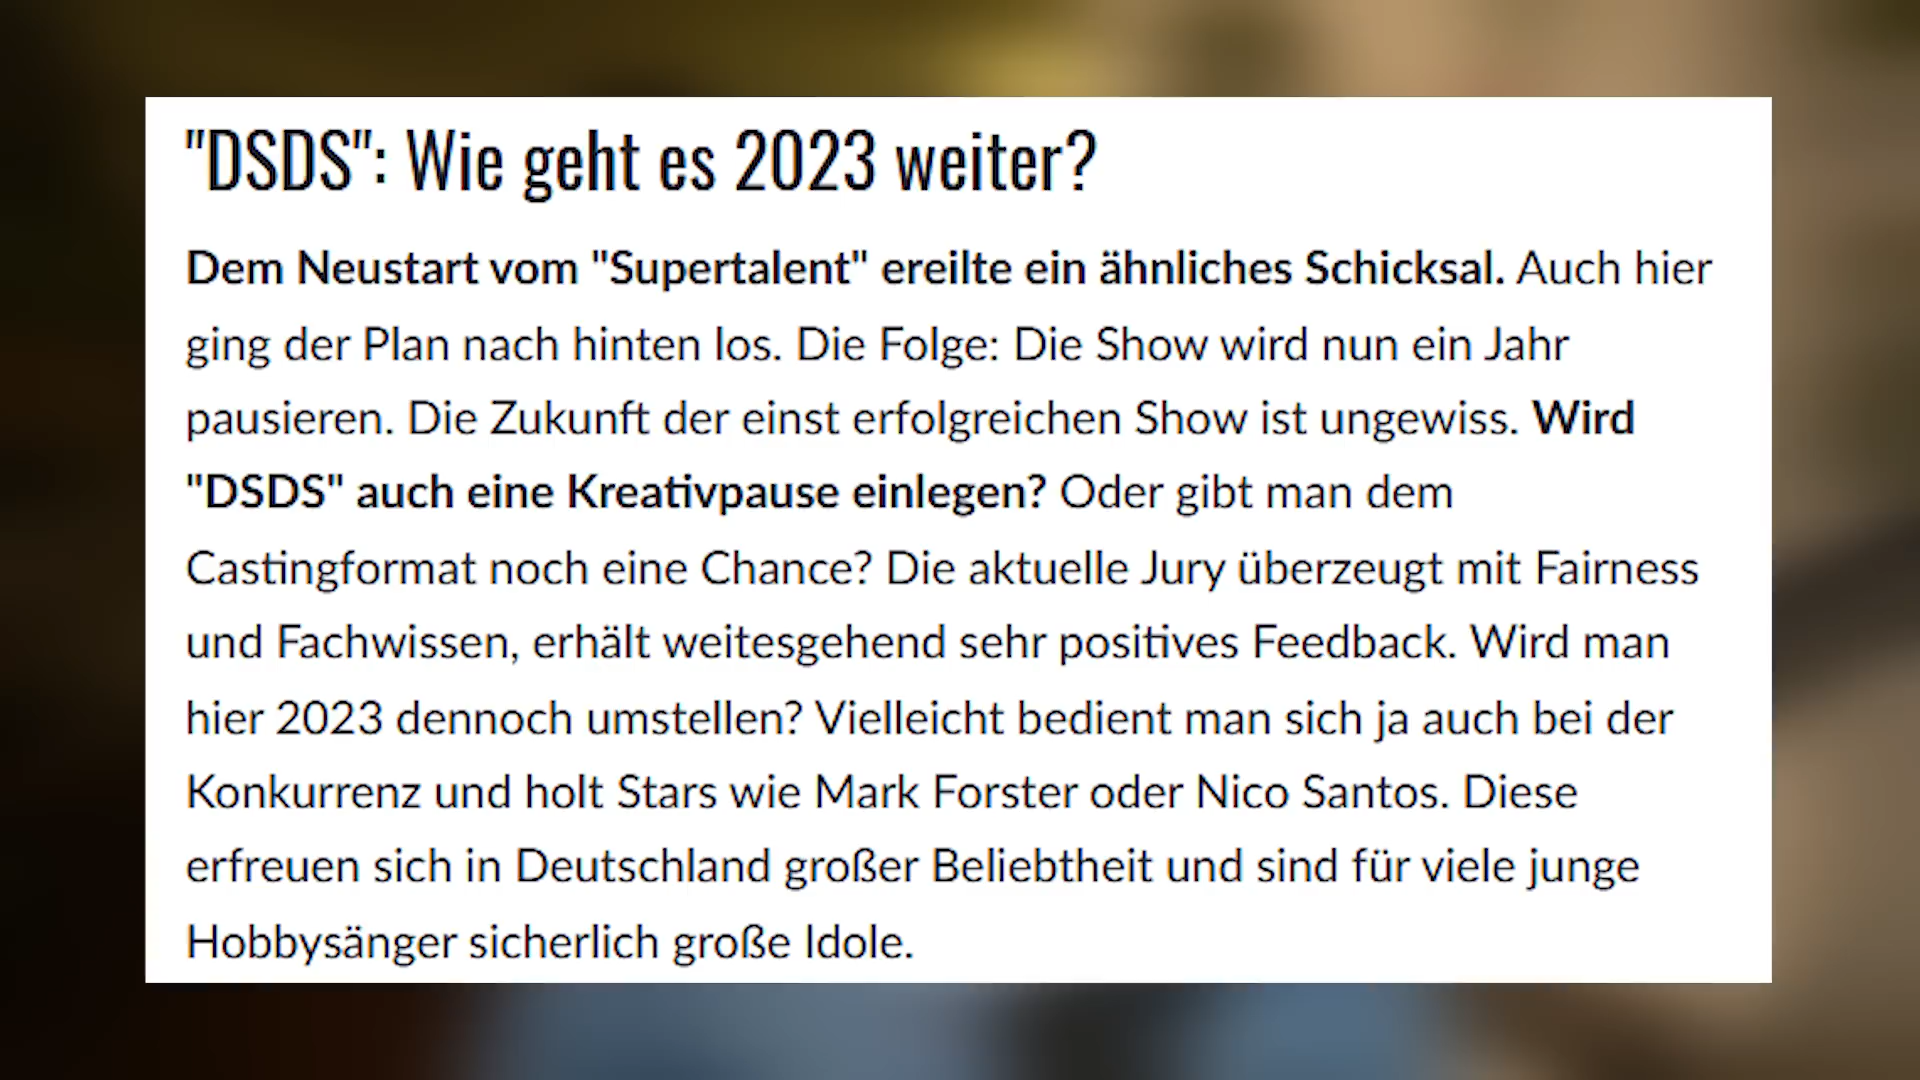 "DSDS": Wie geht es 2023 weiter?
Dem Neustart vom "Supertalent" ereilte ein ähnliches Schicksal. Auch hier
ging der Plan nach hinten los. Die Folge: Die Show wird nun ein Jahr
pausieren. Die Zukunft der einst erfolgreichen Show ist ungewiss. Wird
"DSDS" auch eine Kreativpause einlegen? Oder gibt man dem
Castingformat noch eine Chance? Die aktuelle Jury überzeugt mit Fairness
und Fachwissen, erhält weitesgehend sehr positives Feedback. Wird man
hier 2023 dennoch umstellen? Vielleicht bedient man sich ja auch bei der
Konkurrenz und holt Stars wie Mark Forster oder Nico Santos. Diese
erfreuen sich in Deutschland großer Beliebtheit und sind für viele junge
Hobbysänger sicherlich große Idole.